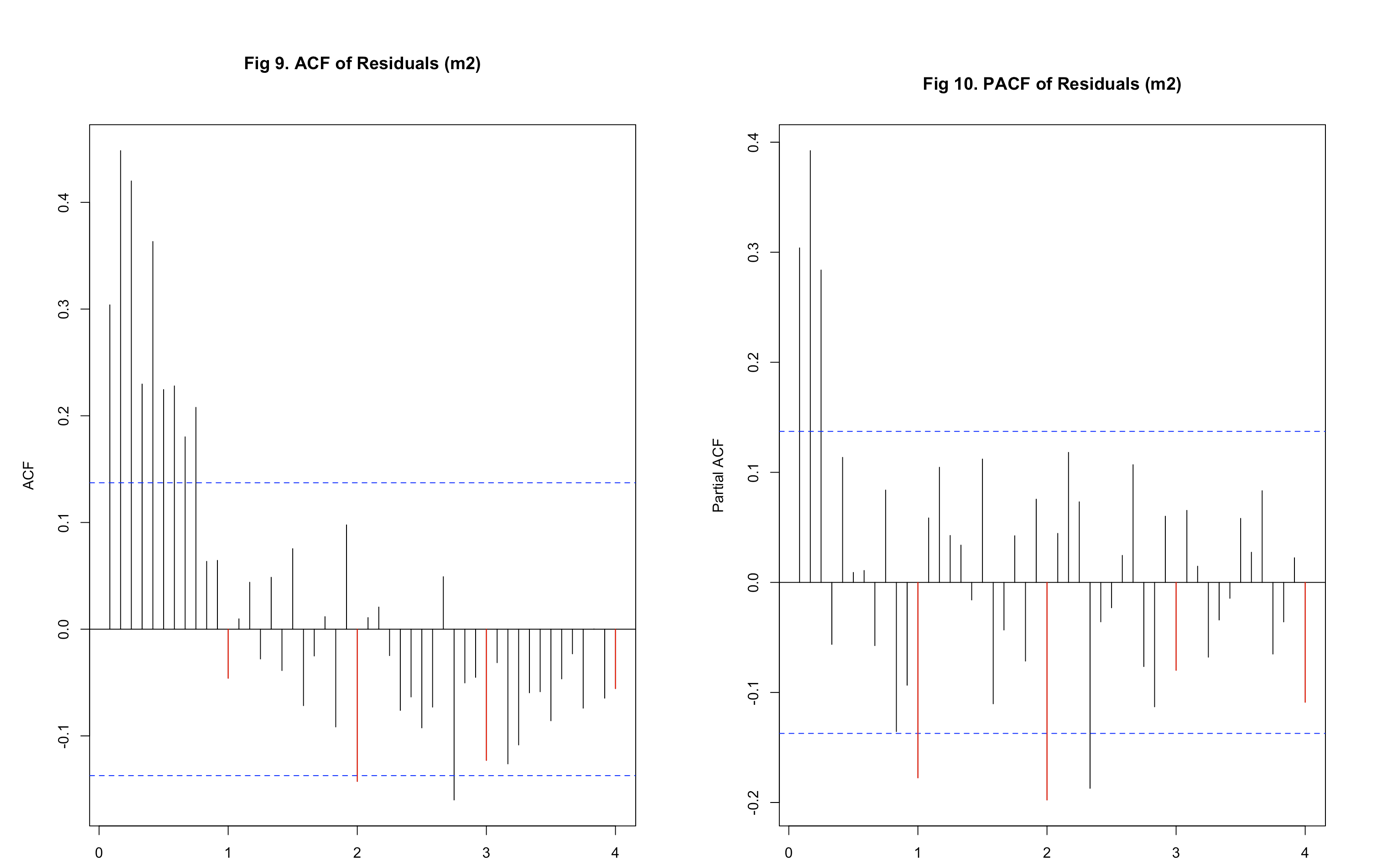 Fig 9. ACF of Residuals (m2)
ACF
0.4
0.3
0.2
0.1
0.0
-0.1
0 1 2 3 4
Fig 10. PACF of Residuals (m2)
Partial ACF
0.4
0.3
0.2
0.1
0.0
-0.1
-0.2
0 1 2 3 4